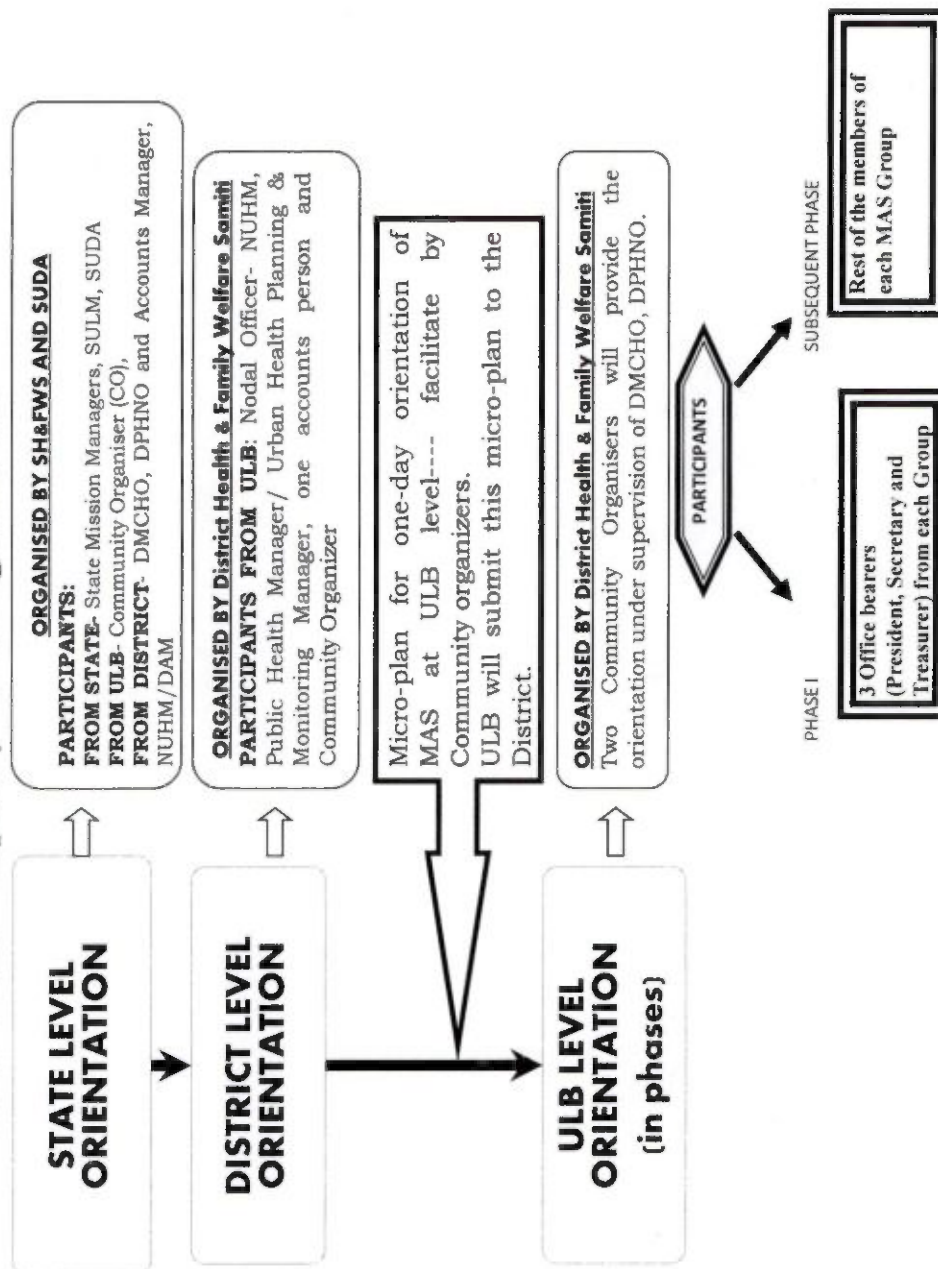 STATE LEVEL
ORIENTATION
ORGANISED BY SH&FWS AND SUDA
PARTICIPANTS:
FROM STATE- State Mission Managers, SULM, SUDA
FROM ULB- Community Organiser (CO),
FROM DISTRICT- DMCHO, DPHNO and Accounts Manager,
NUHM/DAM
DISTRICT LEVEL
ORIENTATION
ORGANISED BY District Health & Family Welfare Samiti
PARTICIPANTS FROM ULB: Nodal Officer- NUHM,
Public Health Manager/ Urban Health Planning &
Monitoring Manager, one accounts person and
Community Organizer
Micro-plan for one-day orientation of
MAS at ULB level---- facilitate by
Community organizers.
ULB will submit this micro-plan to the
District.
ULB LEVEL
ORIENTATION
(in phases)
ORGANISED BY District Health & Family Welfare Samiti
Two Community Organisers will provide the
orientation under supervision of DMCHO, DPHNO.
PARTICIPANTS
PHASE I
SUBSEQUENT PHASE
3 Office bearers
(President, Secretary and
Treasurer) from each Group
Rest of the members of
each MAS Group